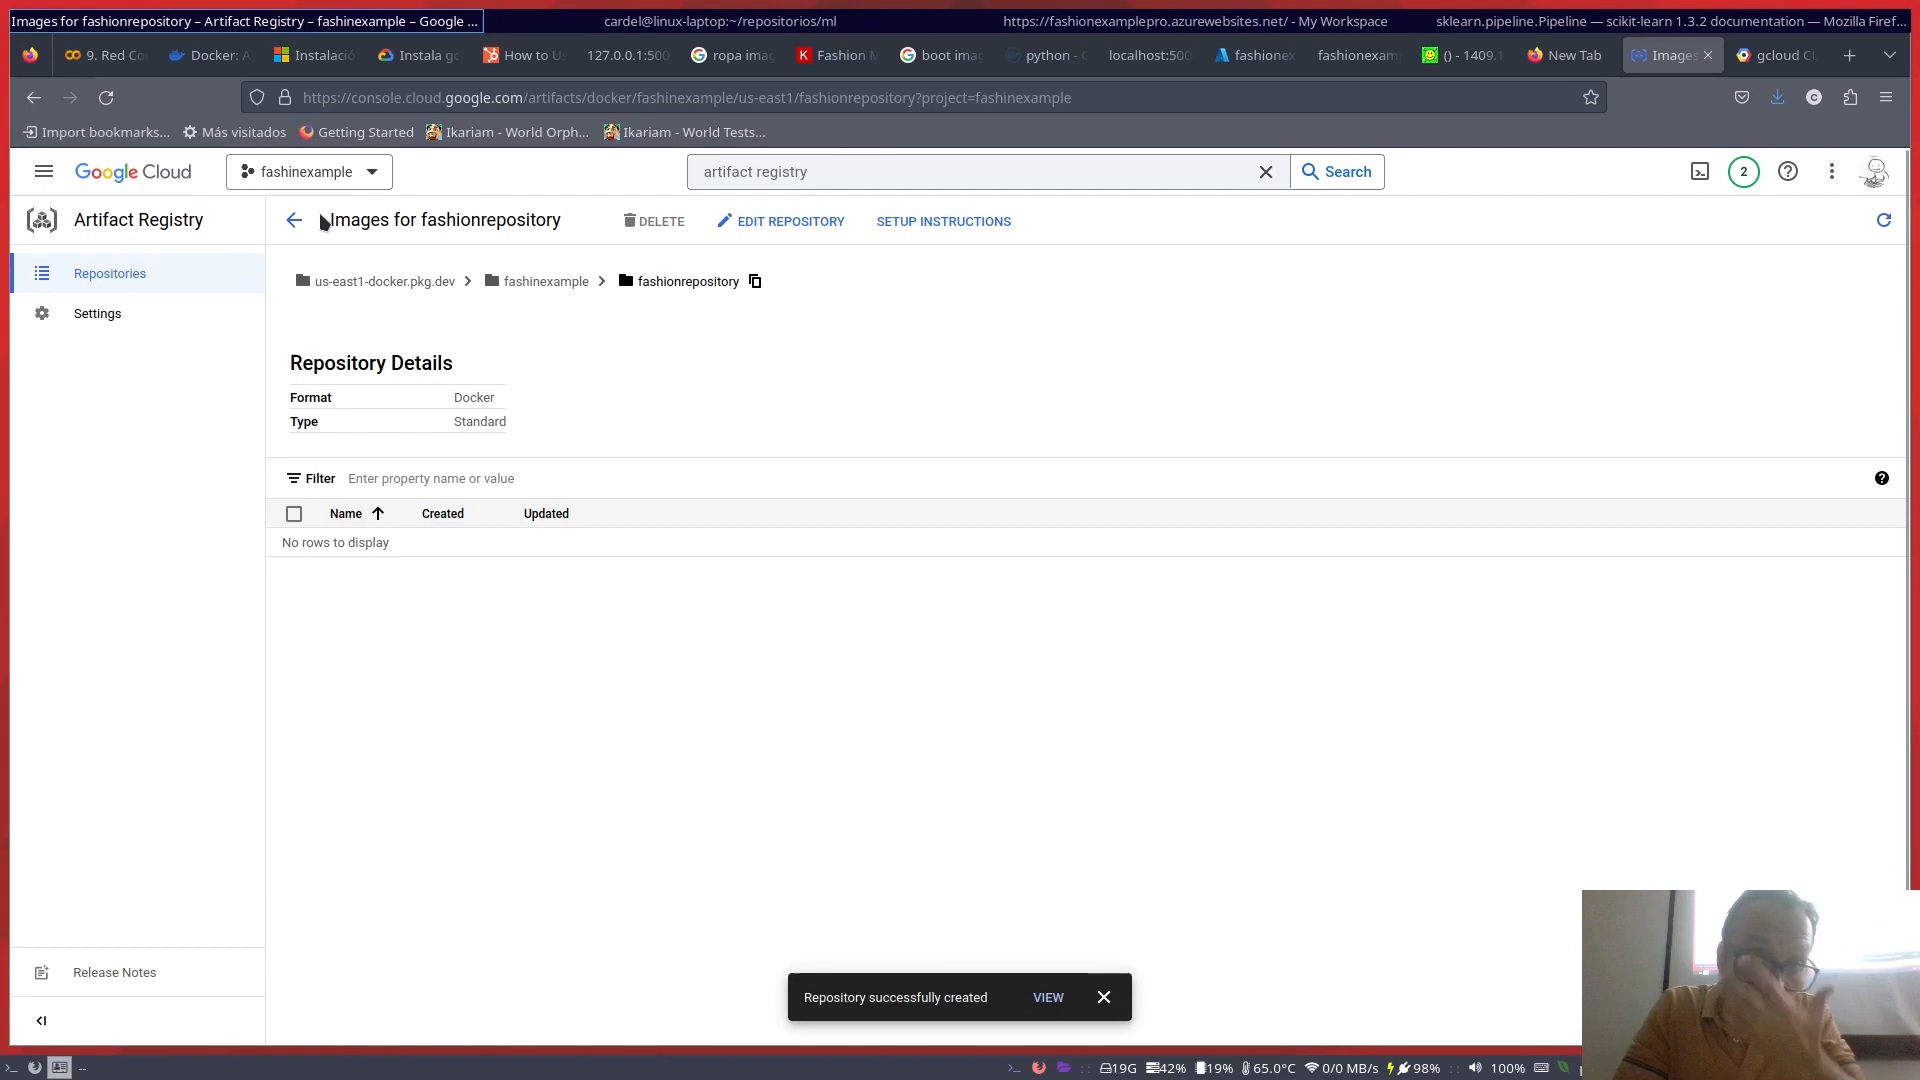 Images for fashionrepository – Artifact Registry – fashinexample – Google ...
cardel@linux-laptop:~/repositorios/ml
https://fashionexamplepro.azurewebsites.net/ - My Workspace
sklearn.pipeline.Pipeline — scikit-learn 1.3.2 documentation — Mozilla Firef...
9. Red Co
Docker: A
Instalació
Instala gc
How to U
127.0.0.1:500
ropa imag
Fashion M
boot imag
python - C
localhost:500
fashionex
fashionexam
() - 1409.1
New Tab
Images
gcloud CL
https://console.cloud.google.com/artifacts/docker/fashinexample/us-east1/fashionrepository?project=fashinexample
C
Import bookmarks...
Más visitados
Getting Started
Ikariam - World Orph...
Ikariam - World Tests...
Google Cloud
fashinexample
artifact registry
Search
2
Artifact Registry
Images for fashionrepository
DELETE
EDIT REPOSITORY
SETUP INSTRUCTIONS
Repositories
Settings
us-east1-docker.pkg.dev
fashinexample
fashionrepository
Repository Details
Format Docker
Type Standard
Filter Enter property name or value
Name Created Updated
No rows to display
Release Notes
Repository successfully created VIEW
--
19G 42% 19% 65.0°C 0/0 MB/s 98% 100%